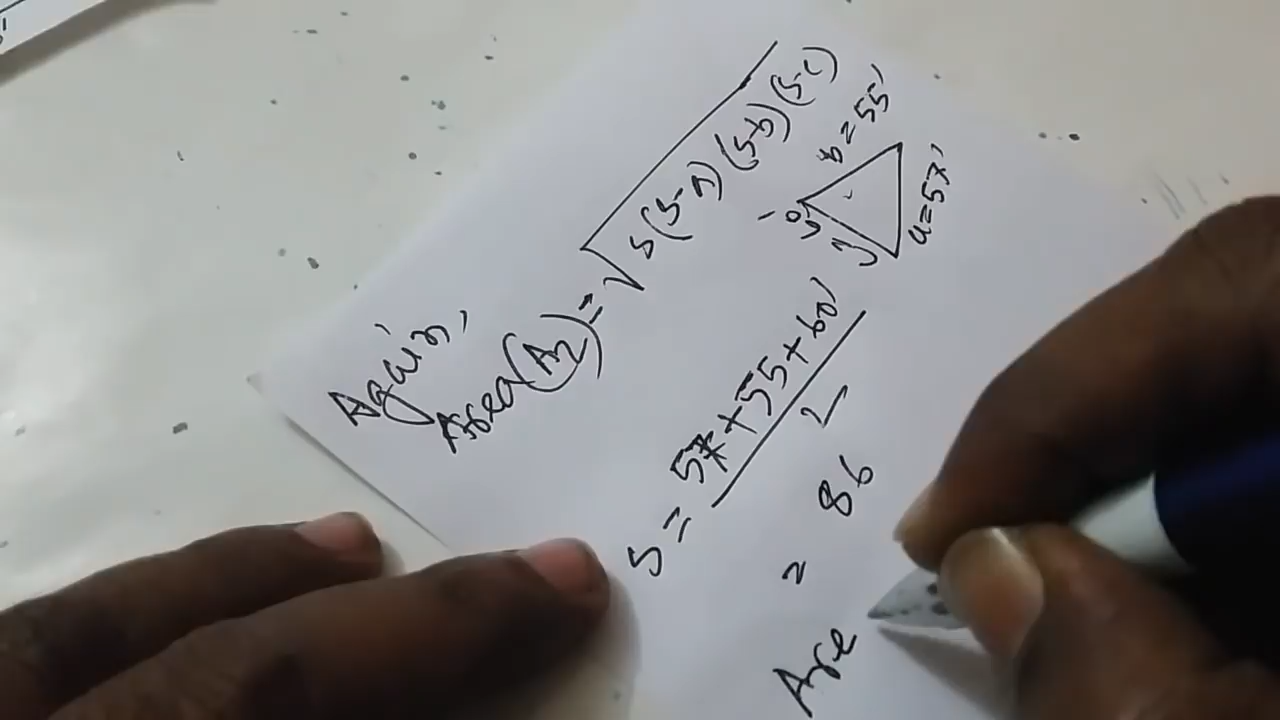 Again,
Area(A2) = √s(s-a)(s-b)(s-c)
b = 55'
a = 57'
s = 57+55+60'
2
= 86
Are